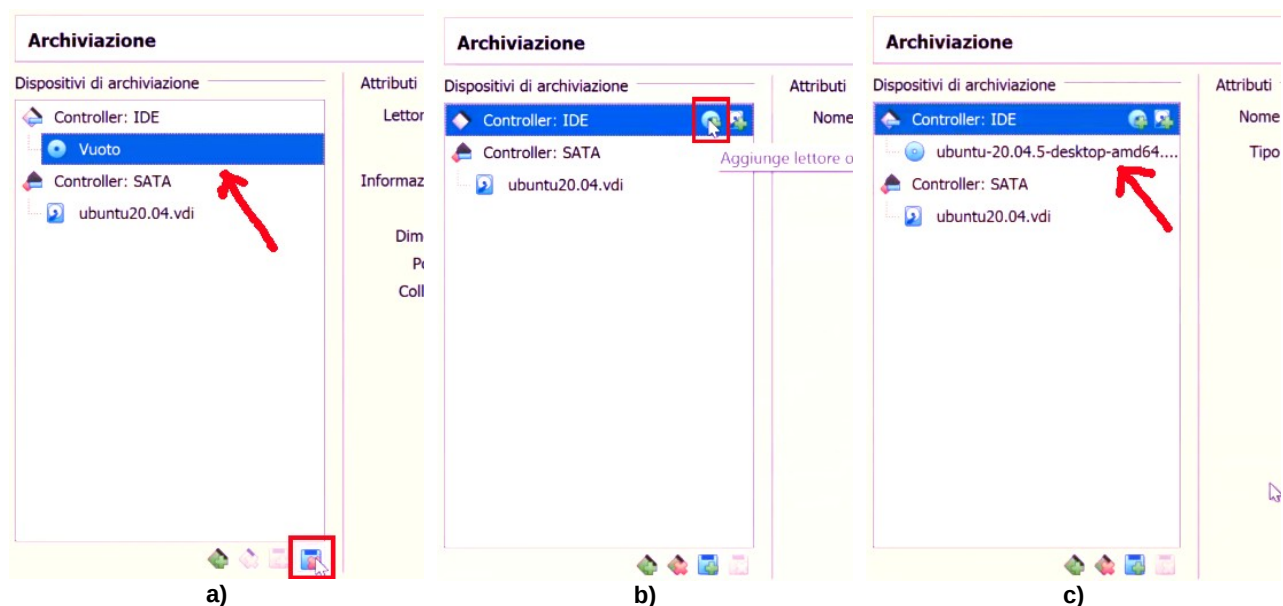 Archiviazione
Dispositivi di archiviazione
Attributi
Controller: IDE
Lettor
Vuoto
Controller: SATA
Informaz
ubuntu20.04.vdi
Dim
Coll
a)
Archiviazione
Dispositivi di archiviazione
Attributi
Controller: IDE
Nome
Controller: SATA
Aggiunge lettore o
ubuntu20.04.vdi
b)
Archiviazione
Dispositivi di archiviazione
Attributi
Controller: IDE
Nome
ubuntu-20.04.5-desktop-amd64....
Tipo
Controller: SATA
ubuntu20.04.vdi
c)